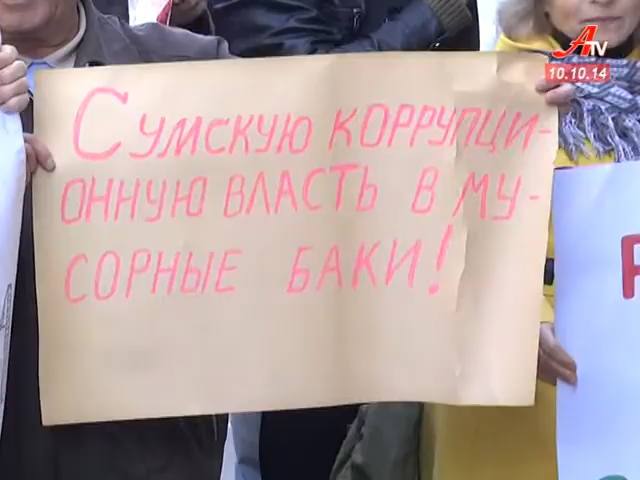 ATV
10.10.14
Сумскую коррупци-
онную власть в му-
сорные баки!